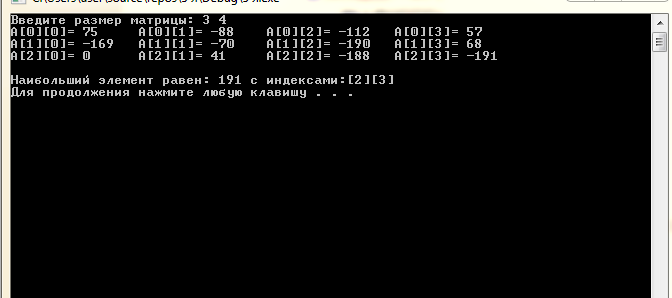 Введите размер матрицы: 3 4
A[0][0]= 75 A[0][1]= -88 A[0][2]= -112 A[0][3]= 57
A[1][0]= -169 A[1][1]= -70 A[1][2]= -190 A[1][3]= 68
A[2][0]= 0 A[2][1]= 41 A[2][2]= -188 A[2][3]= -191
Наибольший элемент равен: 191 с индексами:[2][3]
Для продолжения нажмите любую клавишу . . .